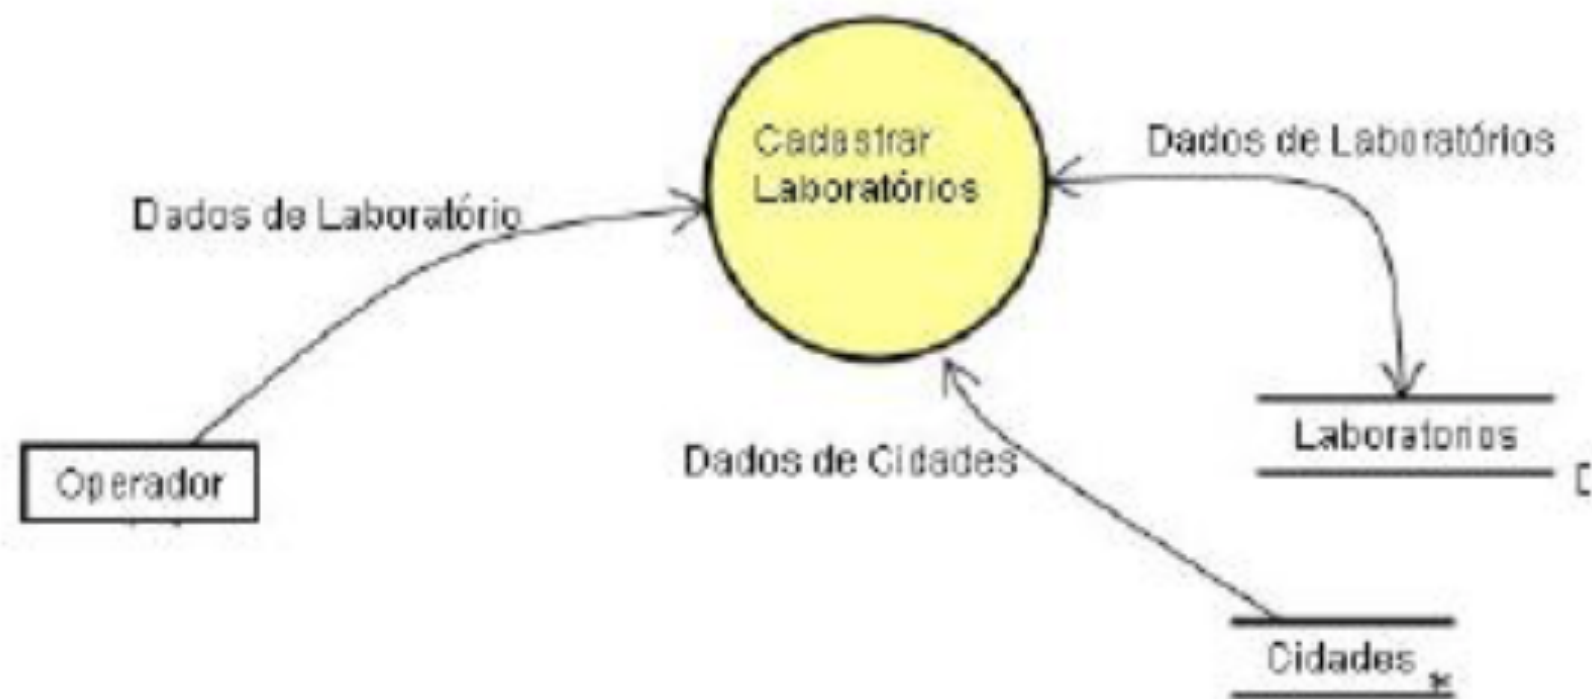 Cadastrar
Laboratórios
Dados de Laboratórios
Dados de Laboratório
Laboratorios
Dados de Cidades
Operador
Cidades *